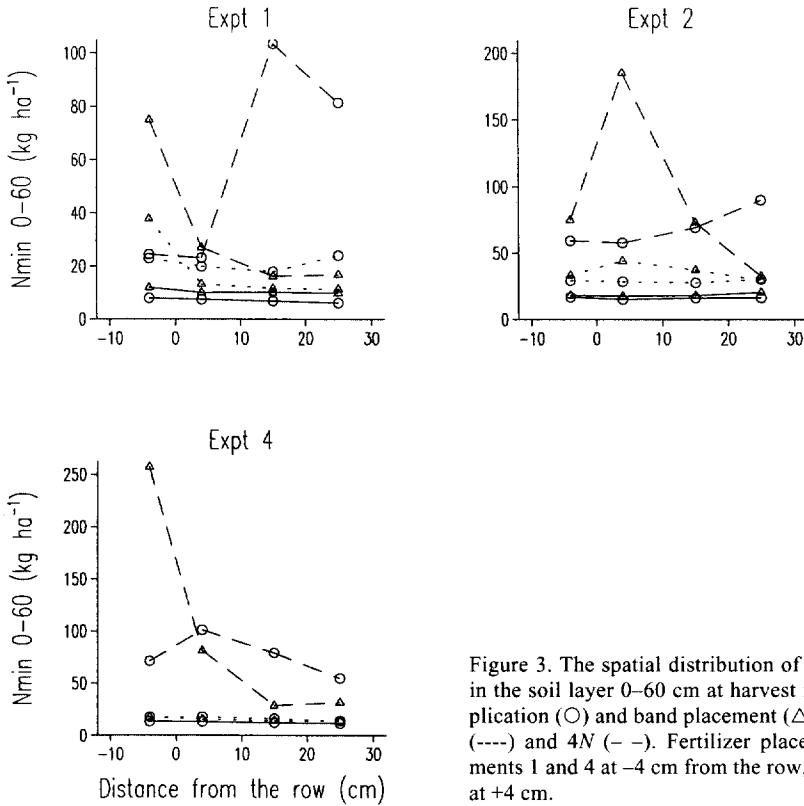 Expt 1
Nmin 0-60 (kg ha⁻¹)
100
80
60
40
20
0
-10
0
10
20
30
Expt 2
200
150
100
50
0
-10
0
10
20
30
Expt 4
Nmin 0-60 (kg ha⁻¹)
250
200
150
100
50
0
-10
0
10
20
30
Distance from the row (cm)
Figure 3. The spatial distribution of
in the soil layer 0–60 cm at harvest
plication (○) and band placement (△
(----) and 4N (– –). Fertilizer place
ments 1 and 4 at –4 cm from the row,
at +4 cm.